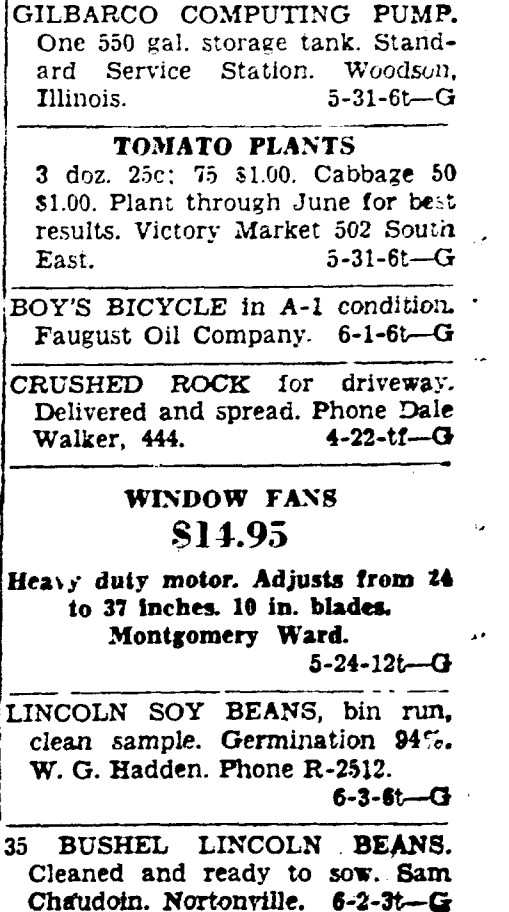 GILBARCO COMPUTING PUMP.
One 550 gal. storage tank. Stand-
ard Service Station. Woodson,
Illinois. 5-31-6t—G
TOMATO PLANTS
3 doz. 25c; 75 $1.00. Cabbage 50
$1.00. Plant through June for best
results. Victory Market 502 South
East. 5-31-6t—G
BOY'S BICYCLE in A-1 condition.
Faugust Oil Company. 6-1-6t—G
CRUSHED ROCK for driveway.
Delivered and spread. Phone Dale
Walker, 444. 4-22-tf—G
WINDOW FANS
$14.95
Heavy duty motor. Adjusts from 24
to 37 inches. 10 in. blades.
Montgomery Ward.
5-24-12t—G
LINCOLN SOY BEANS, bin run,
clean sample. Germination 94%.
W. G. Hadden. Phone R-2512.
6-3-6t—G
35 BUSHEL LINCOLN BEANS.
Cleaned and ready to sow. Sam
Chaudoin. Nortonville. 6-2-3t—G